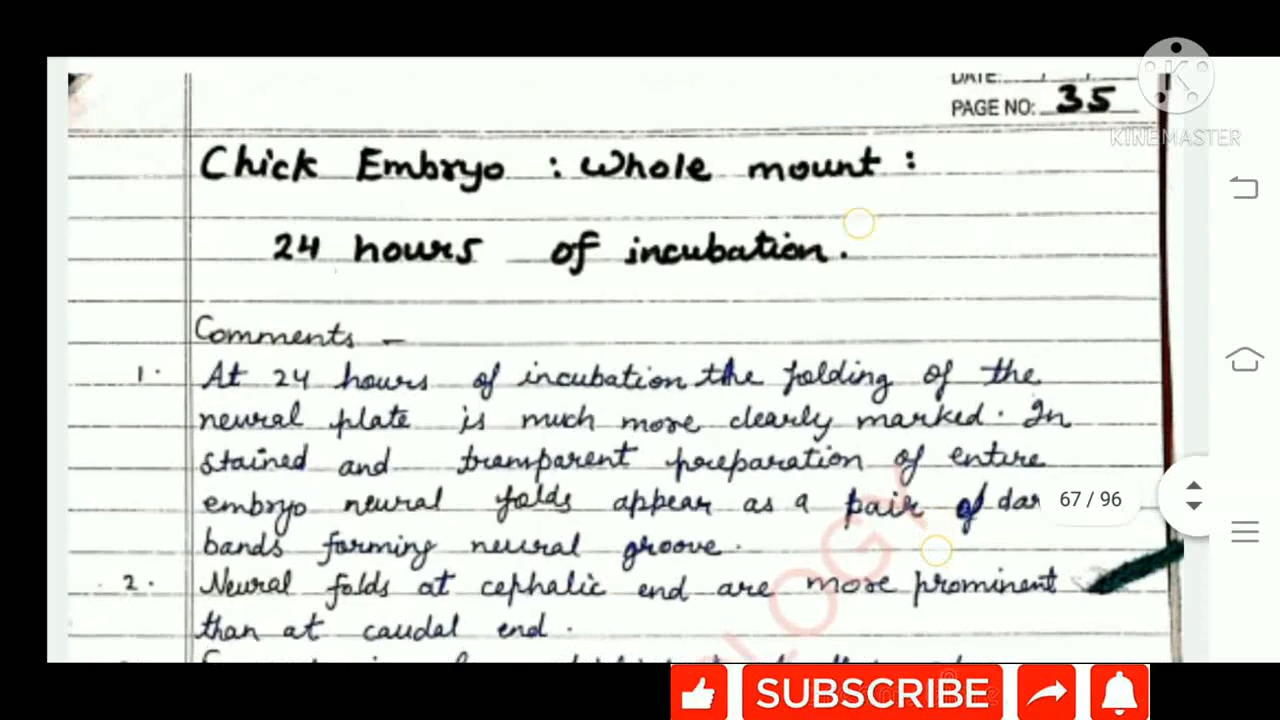 DATE:
PAGE NO: 35
KINEMASTER
Chick Embryo : Whole mount :
24 hours of incubation.
Comments -
1. At 24 hours of incubation the folding of the
neural plate is much more clearly marked. In
stained and transparent preparation of entire
embryo neural folds appear as a pair of dar
67 / 96
bands forming neural groove.
2. Neural folds at cephalic end are more prominent
than at caudal end.
SUBSCRIBE